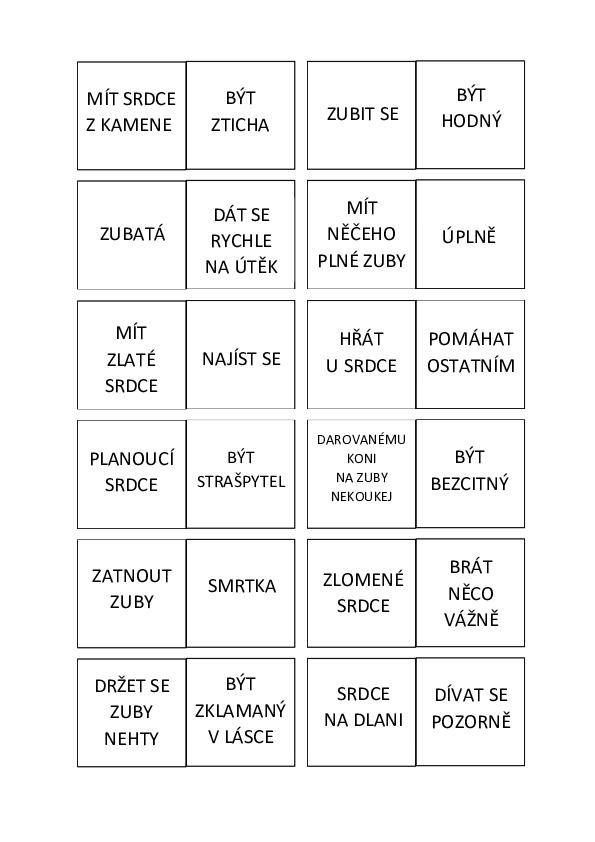 MÍT SRDCE
Z KAMENE
BÝT
ZTICHA
ZUBIT SE
BÝT
HODNÝ
ZUBATÁ
DÁT SE
RYCHLE
NA ÚTĚK
MÍT
NĚČEHO
PLNÉ ZUBY
ÚPLNĚ
MÍT
ZLATÉ
SRDCE
NAJÍST SE
HŘÁT
U SRDCE
POMÁHAT
OSTATNÍM
PLANOUCÍ
SRDCE
BÝT
STRAŠPYTEL
DAROVANÉMU
KONI
NA ZUBY
NEKOUKEJ
BÝT
BEZCITNÝ
ZATNOUT
ZUBY
SMRTKA
ZLOMENÉ
SRDCE
BRÁT
NĚCO
VÁŽNĚ
DRŽET SE
ZUBY
NEHTY
BÝT
ZKLAMANÝ
V LÁSCE
SRDCE
NA DLANI
DÍVAT SE
POZORNĚ